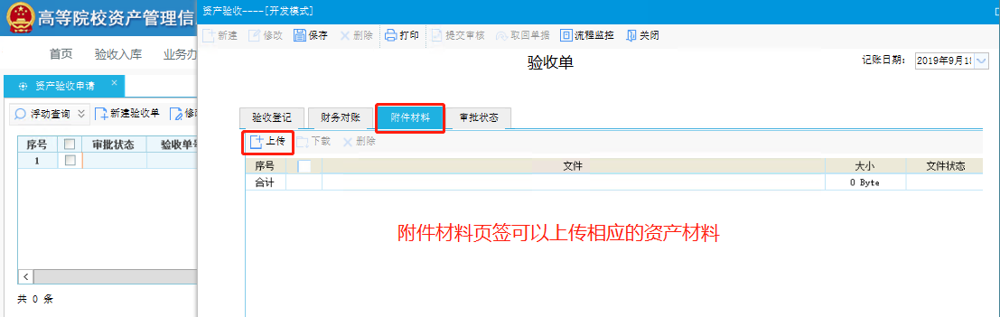 高等院校资产管理信
首页 验收入库 业务办
资产验收申请 ×
浮动查询 新建验收单 修改
序号 审批状态 验收单号
1
共 0 条
资产验收----[开发模式]
新建 修改 保存 删除 打印 提交审核 取回单据 流程监控 关闭
验收单
记账日期: 2019年9月1
验收登记 财务对账 附件材料 审批状态
上传 下载 删除
序号 文件 大小 文件状态
合计 0 Byte
附件材料页签可以上传相应的资产材料